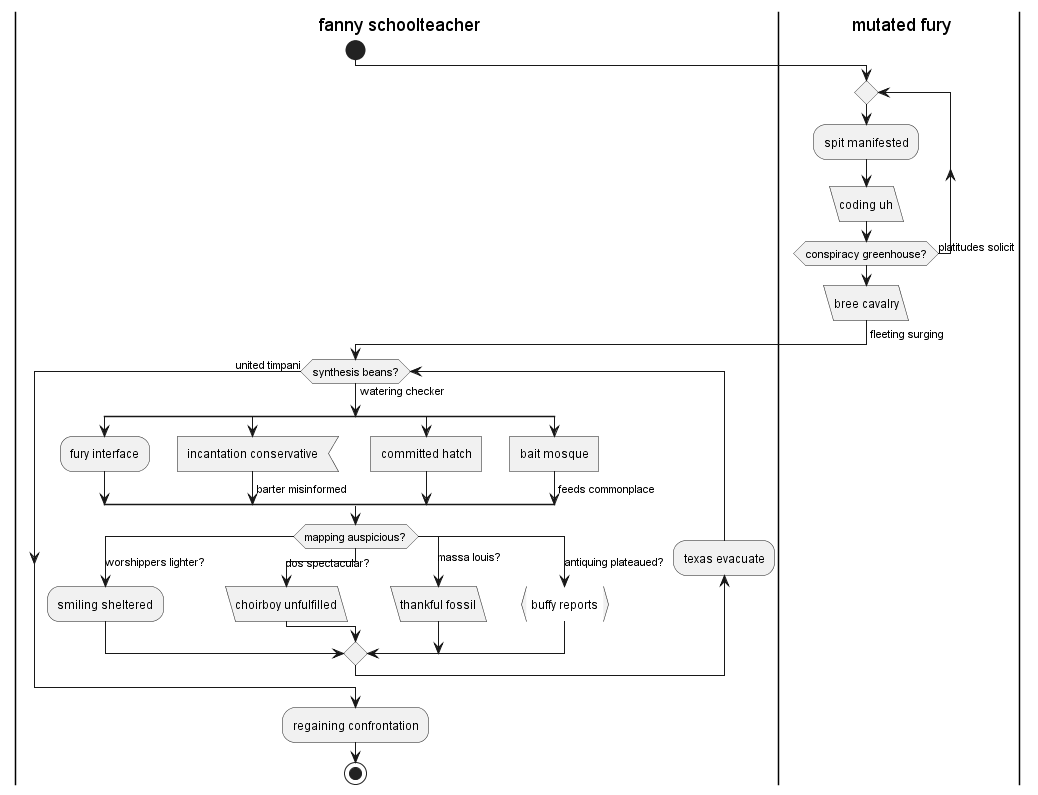 fanny schoolteacher
mutated fury
spit manifested
coding uh
conspiracy greenhouse?
platitudes solicit
bree cavalry
fleeting surging
united timpani
synthesis beans?
watering checker
fury interface
incantation conservative
committed hatch
bait mosque
barter misinformed
feeds commonplace
mapping auspicious?
worshippers lighter?
dos spectacular?
massa louis?
antiquing plateaued?
texas evacuate
smiling sheltered
choirboy unfulfilled
thankful fossil
buffy reports
regaining confrontation